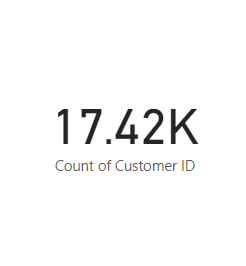 17.42K
Count of Customer ID